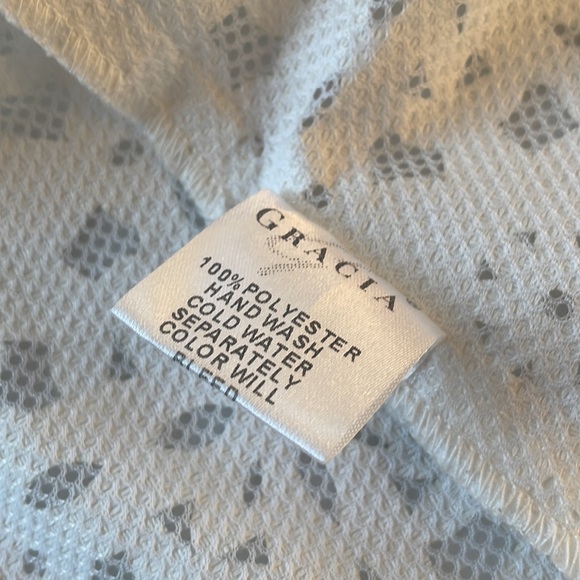 GRACIA
100% POLYESTER
HAND WASH
COLD WATER
SEPARATELY
COLOR WILL
BLEED